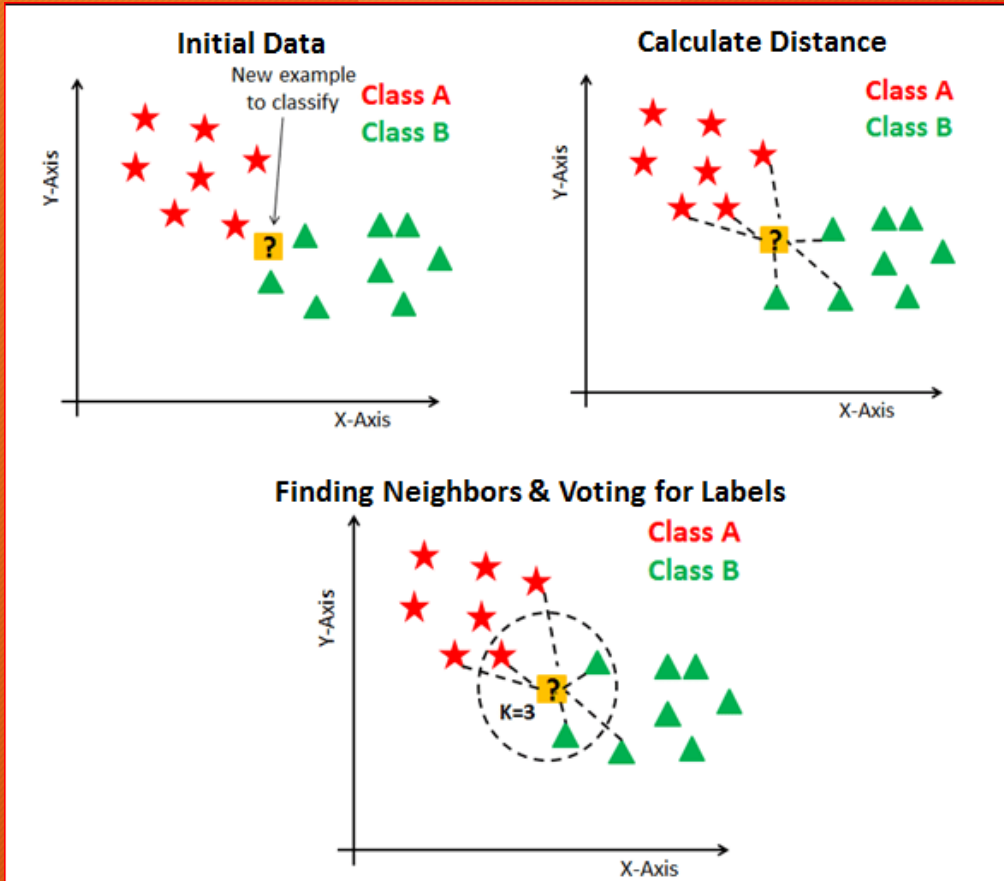 Initial Data
New example
to classify
Class A
Class B
?
Y-Axis
X-Axis
Calculate Distance
Class A
Class B
?
Y-Axis
X-Axis
Finding Neighbors & Voting for Labels
Class A
Class B
?
K=3
Y-Axis
X-Axis